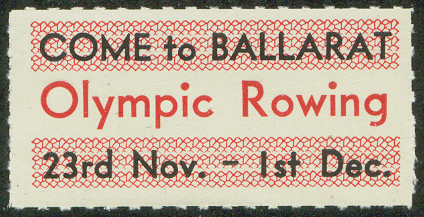 COME to BALLARAT
Olympic Rowing
23rd Nov. - 1st Dec.